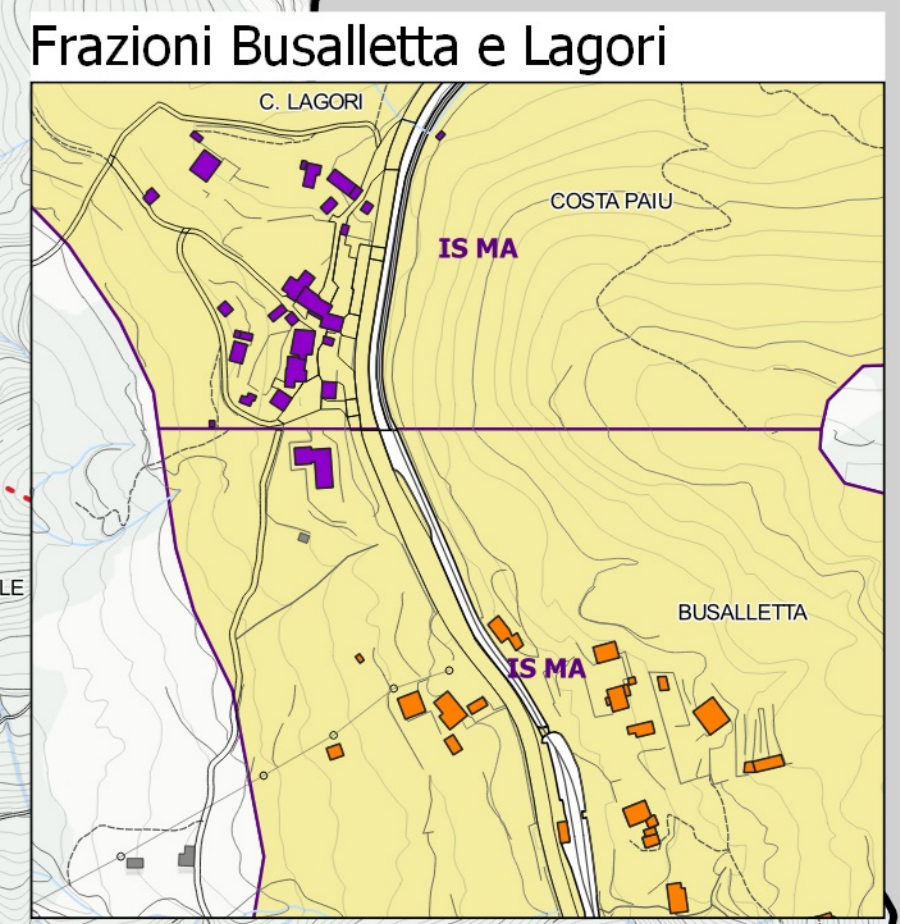 Frazioni Busalletta e Lagori
C. LAGORI
COSTA PAIU
IS MA
LE
BUSALLETTA
IS MA